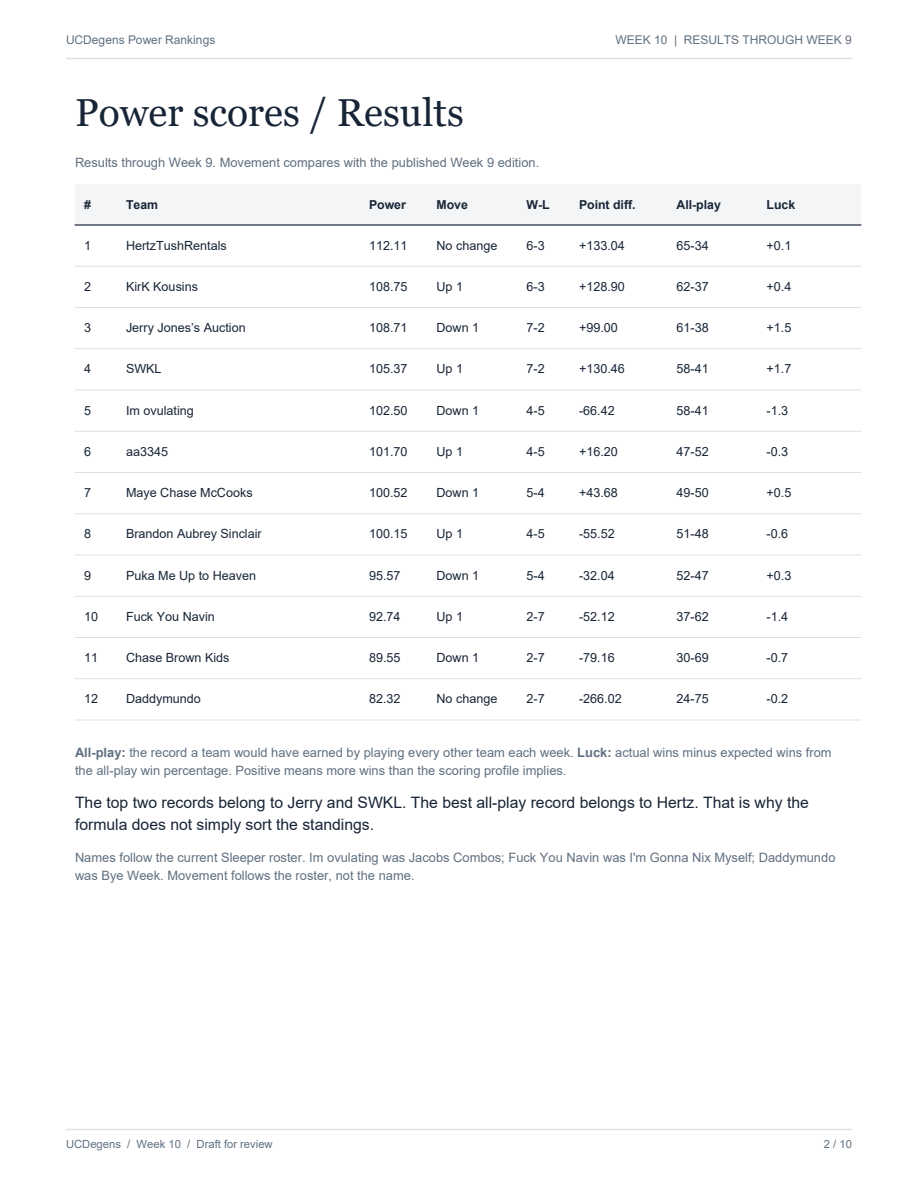 UCDegens Power Rankings WEEK 10 | RESULTS THROUGH WEEK 9
Power scores / Results
Results through Week 9. Movement compares with the published Week 9 edition.
# Team Power Move W-L Point diff. All-play Luck
1 HertzTushRentals 112.11 No change 6-3 +133.04 65-34 +0.1
2 KirK Kousins 108.75 Up 1 6-3 +128.90 62-37 +0.4
3 Jerry Jones’s Auction 108.71 Down 1 7-2 +99.00 61-38 +1.5
4 SWKL 105.37 Up 1 7-2 +130.46 58-41 +1.7
5 Im ovulating 102.50 Down 1 4-5 -66.42 58-41 -1.3
6 aa3345 101.70 Up 1 4-5 +16.20 47-52 -0.3
7 Maye Chase McCooks 100.52 Down 1 5-4 +43.68 49-50 +0.5
8 Brandon Aubrey Sinclair 100.15 Up 1 4-5 -55.52 51-48 -0.6
9 Puka Me Up to Heaven 95.57 Down 1 5-4 -32.04 52-47 +0.3
10 Fuck You Navin 92.74 Up 1 2-7 -52.12 37-62 -1.4
11 Chase Brown Kids 89.55 Down 1 2-7 -79.16 30-69 -0.7
12 Daddymundo 82.32 No change 2-7 -266.02 24-75 -0.2
All-play: the record a team would have earned by playing every other team each week. Luck: actual wins minus expected wins from
the all-play win percentage. Positive means more wins than the scoring profile implies.
The top two records belong to Jerry and SWKL. The best all-play record belongs to Hertz. That is why the
formula does not simply sort the standings.
Names follow the current Sleeper roster. Im ovulating was Jacobs Combos; Fuck You Navin was I'm Gonna Nix Myself; Daddymundo
was Bye Week. Movement follows the roster, not the name.
UCDegens / Week 10 / Draft for review 2 / 10